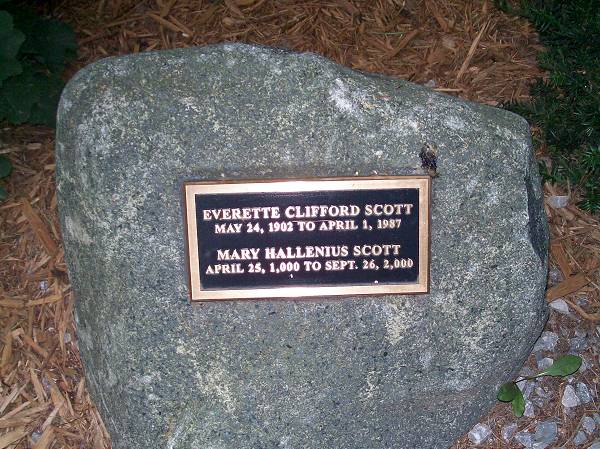 EVERETTE CLIFFORD SCOTT
MAY 24, 1902 TO APRIL 1, 1987
MARY HALLENIUS SCOTT
APRIL 25, 1,000 TO SEPT. 26, 2,000